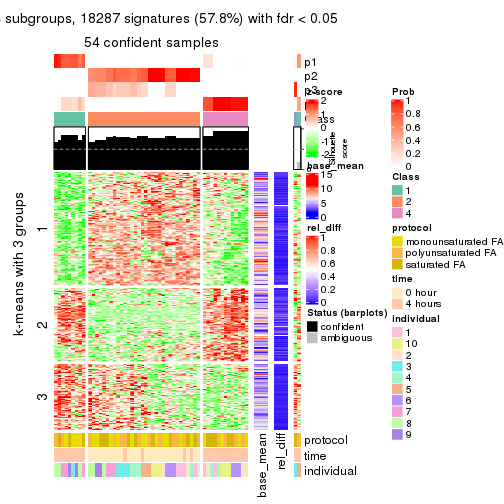 subgroups, 18287 signatures (57.8%) with fdr < 0.05
54 confident samples
p1
p2
p3
z-score
2
1
0
-1
-2
Silhouette
score
base_mean
15
10
5
0
rel_diff
1
0.8
0.6
0.4
0.2
0
Status (barplots)
confident
ambiguous
k-means with 3 groups
1
2
3
base_mean
rel_diff
protocol
time
individual
Prob
1
0.8
0.6
0.4
0.2
0
Class
1
2
4
protocol
monounsaturated FA
polyunsaturated FA
saturated FA
time
0 hour
4 hours
individual
1
10
2
3
4
5
6
7
8
9